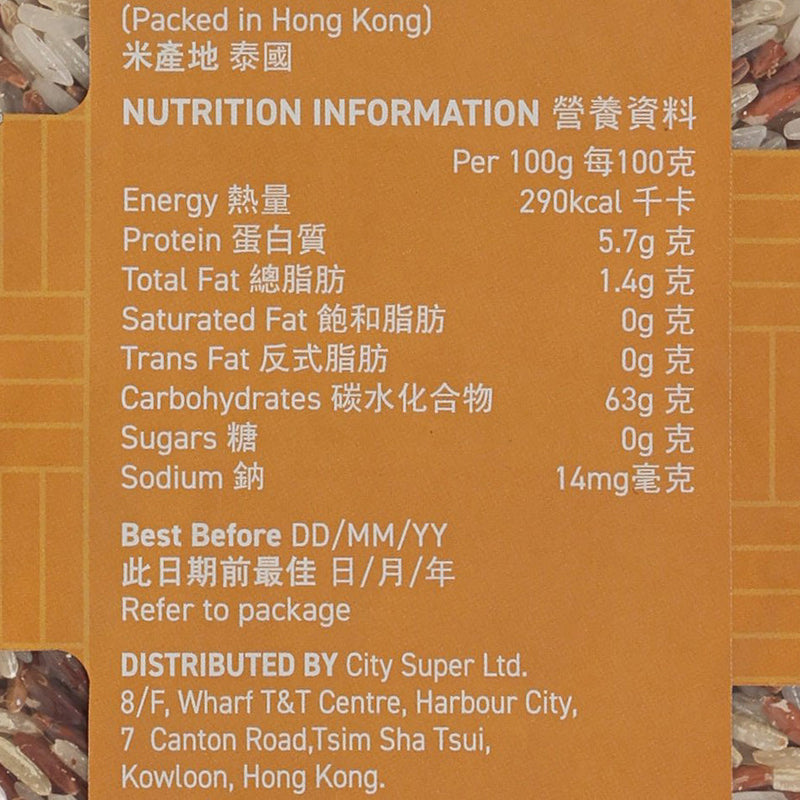 (Packed in Hong Kong)
米產地 泰國
NUTRITION INFORMATION 營養資料
Per 100g 每100克
Energy 熱量 290kcal 千卡
Protein 蛋白質 5.7g 克
Total Fat 總脂肪 1.4g 克
Saturated Fat 飽和脂肪 0g 克
Trans Fat 反式脂肪 0g 克
Carbohydrates 碳水化合物 63g 克
Sugars 糖 0g 克
Sodium 鈉 14mg毫克
Best Before DD/MM/YY
此日期前最佳 日/月/年
Refer to package
DISTRIBUTED BY City Super Ltd.
8/F, Wharf T&T Centre, Harbour City,
7 Canton Road,Tsim Sha Tsui,
Kowloon, Hong Kong.